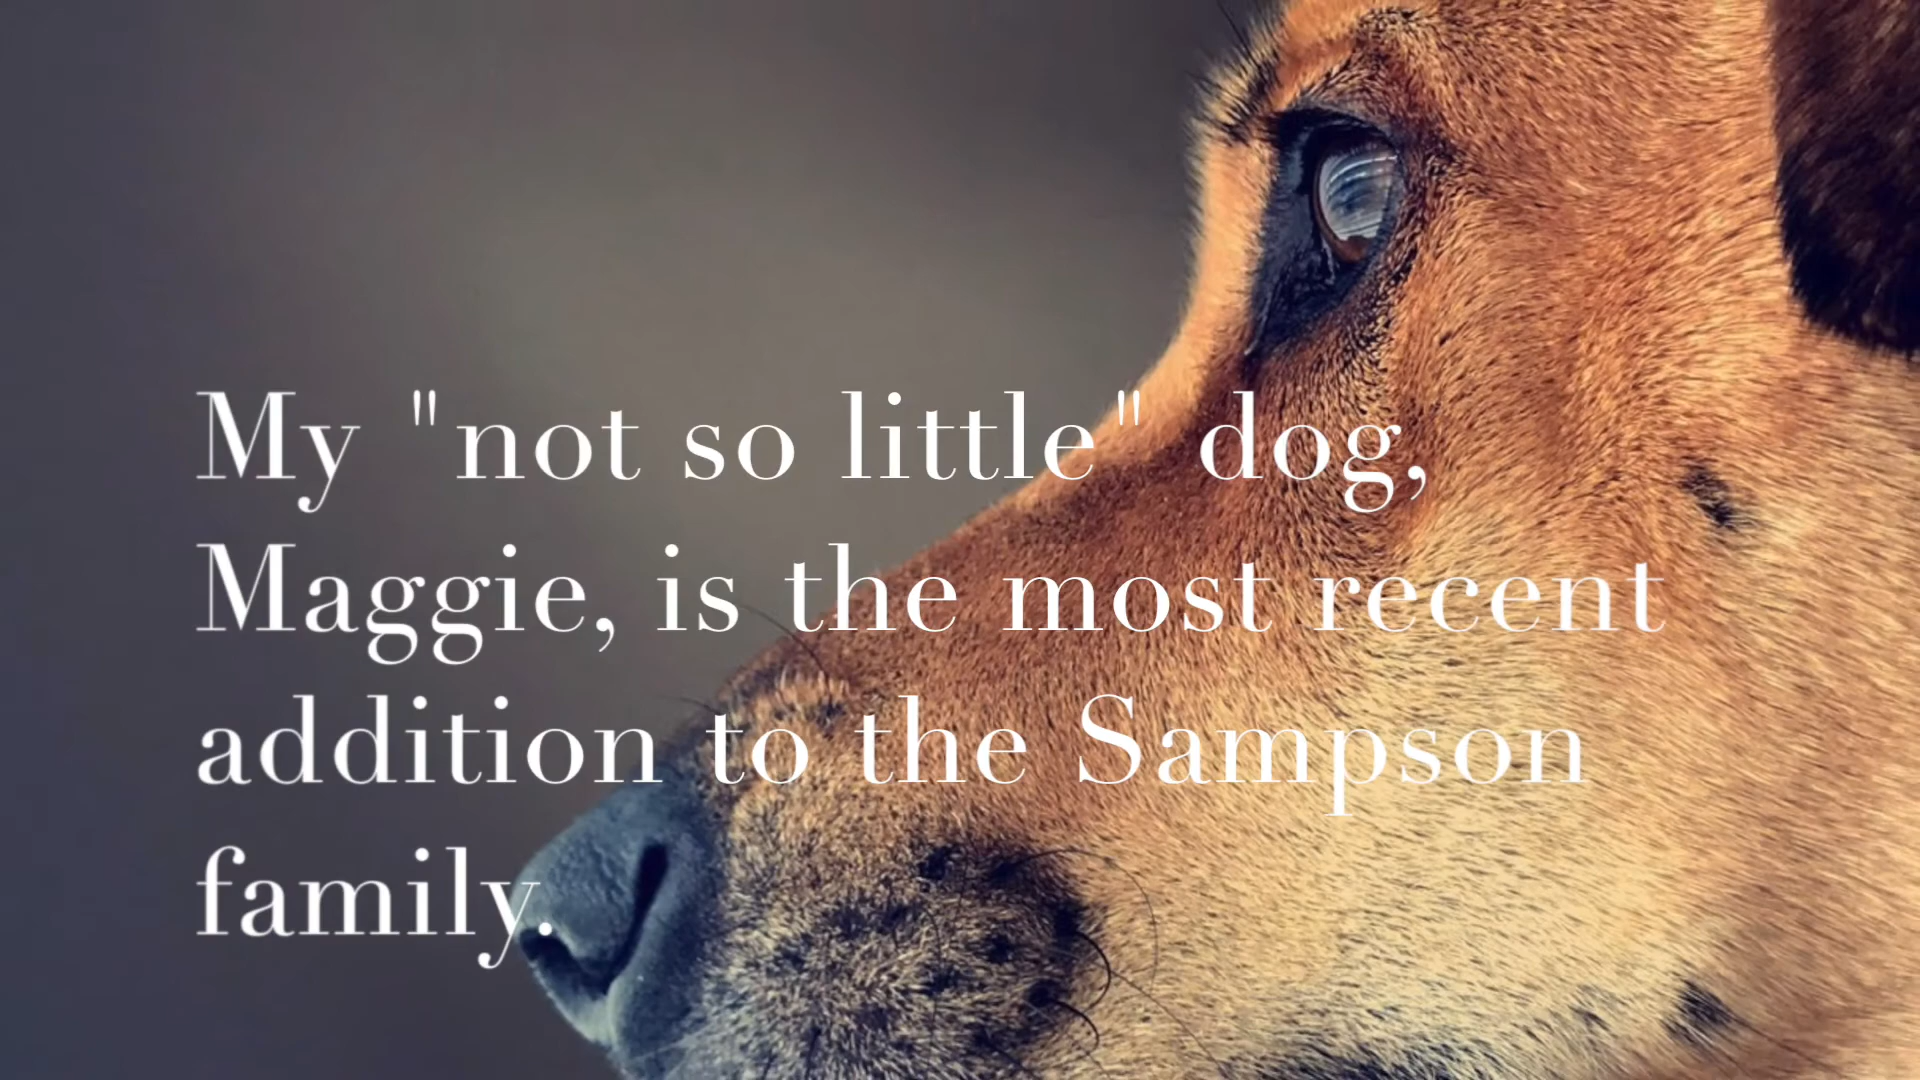 My "not so little" dog,
Maggie, is the most recent
addition to the Sampson
family.